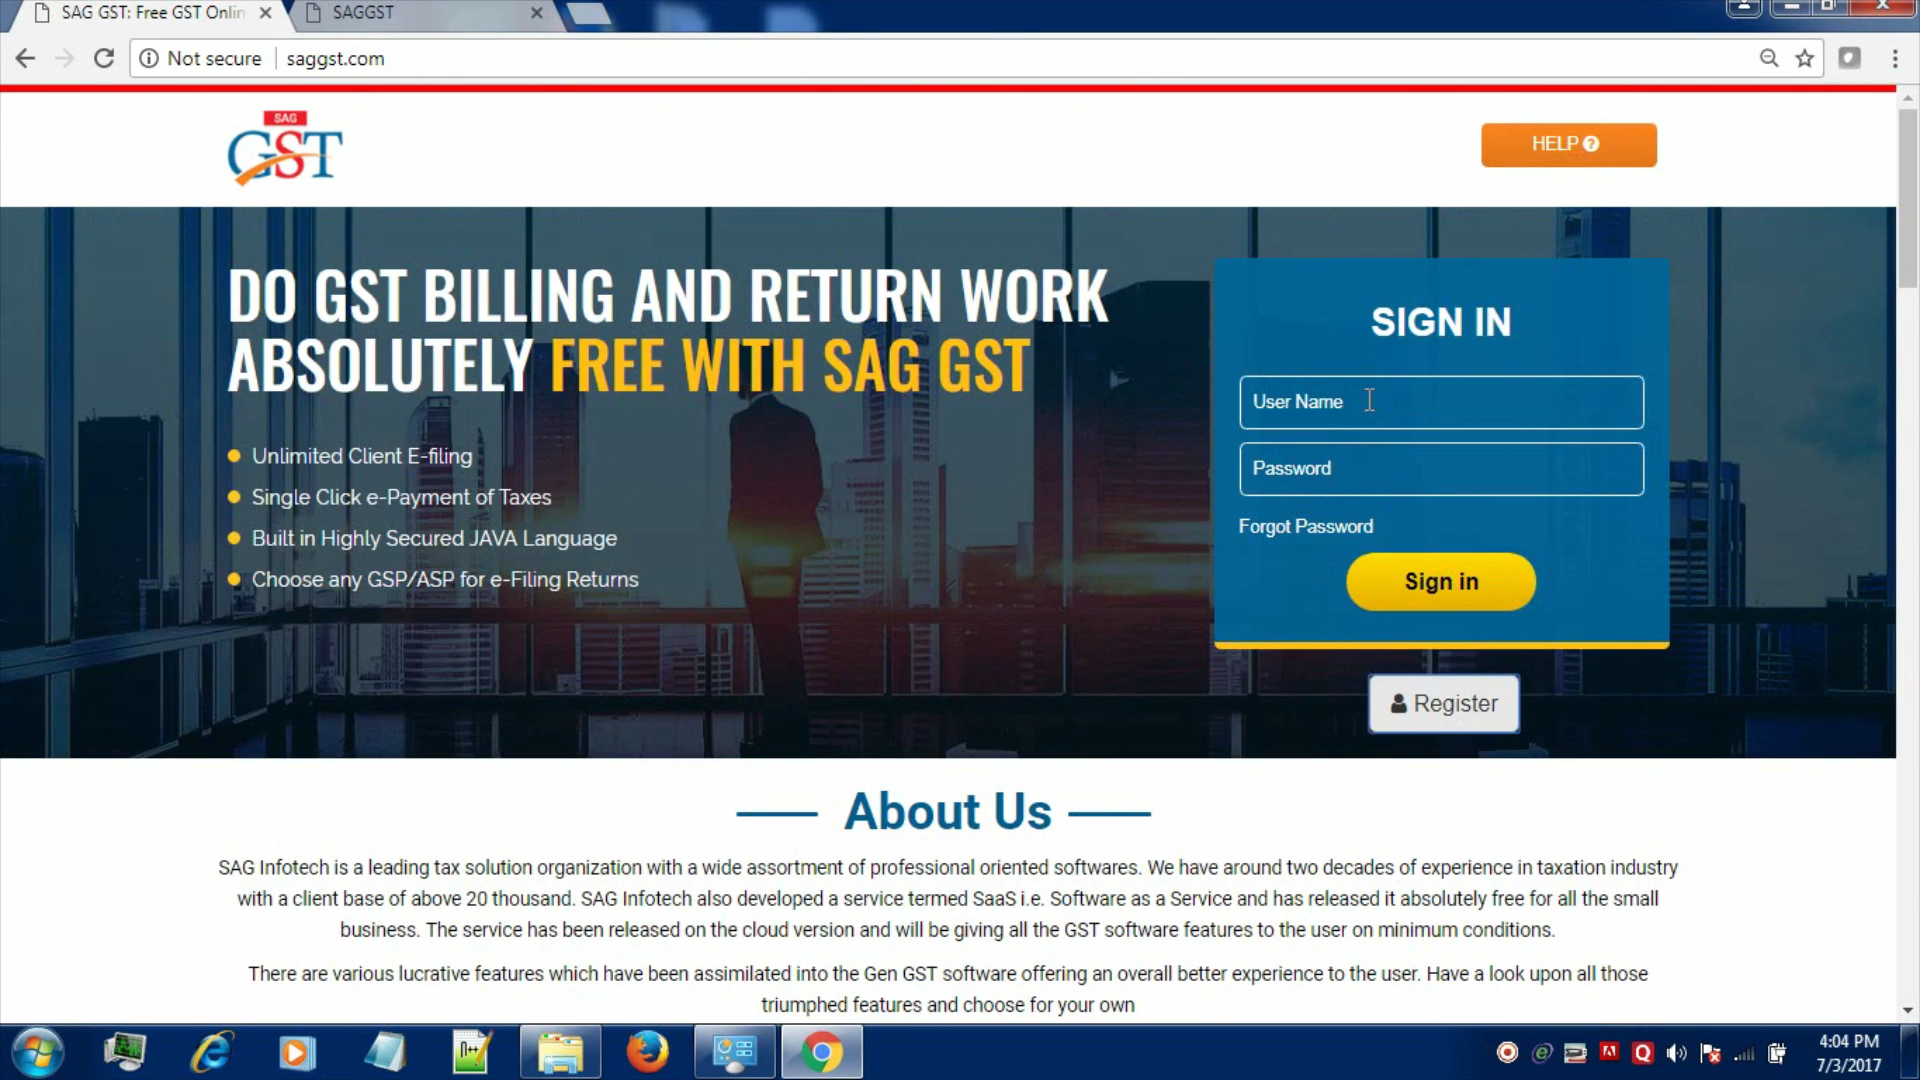 SAG GST: Free GST Onlin
SAGGST
Not secure
saggst.com
SAG
GST
HELP
DO GST BILLING AND RETURN WORK
ABSOLUTELY FREE WITH SAG GST
Unlimited Client E-filing
Single Click e-Payment of Taxes
Built in Highly Secured JAVA Language
Choose any GSP/ASP for e-Filing Returns
SIGN IN
User Name
Password
Forgot Password
Sign in
Register
About Us
SAG Infotech is a leading tax solution organization with a wide assortment of professional oriented softwares. We have around two decades of experience in taxation industry
with a client base of above 20 thousand. SAG Infotech also developed a service termed SaaS i.e. Software as a Service and has released it absolutely free for all the small
business. The service has been released on the cloud version and will be giving all the GST software features to the user on minimum conditions.
There are various lucrative features which have been assimilated into the Gen GST software offering an overall better experience to the user. Have a look upon all those
triumphed features and choose for your own
4:04 PM
7/3/2017